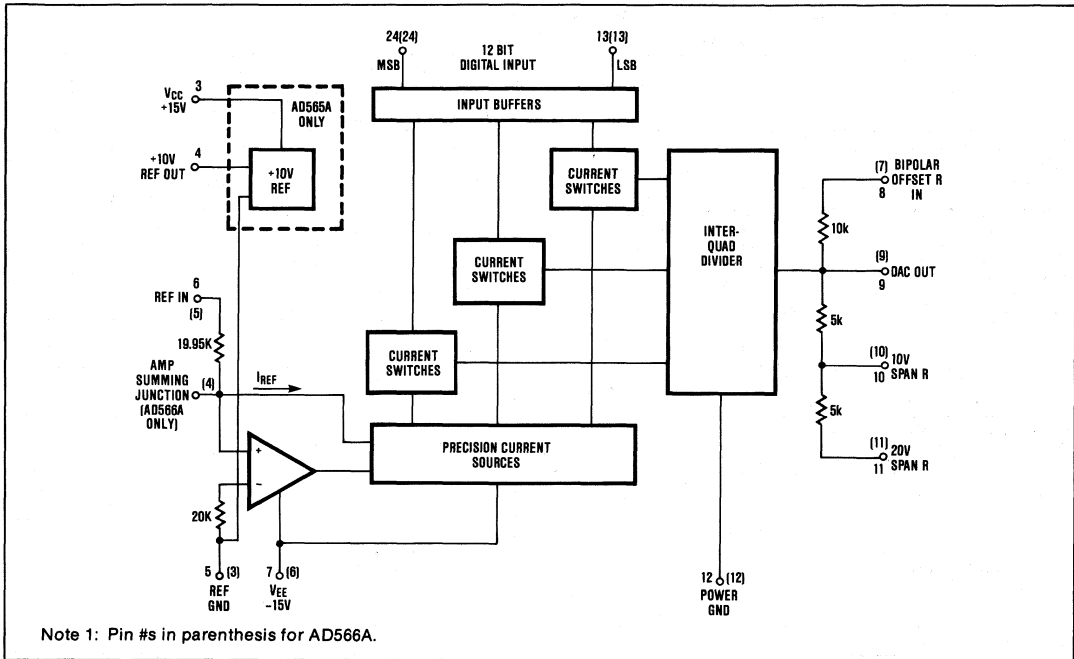 24(24)
MSB
12 BIT
DIGITAL INPUT
13(13)
LSB
INPUT BUFFERS
VCC
+15V
3
AD565A
ONLY
+10V
REF OUT
4
+10V
REF
CURRENT
SWITCHES
CURRENT
SWITCHES
CURRENT
SWITCHES
INTER-
QUAD
DIVIDER
(7)
8
BIPOLAR
OFFSET R
IN
10k
(9)
9
DAC OUT
5k
(10)
10
10V
SPAN R
5k
(11)
11
20V
SPAN R
6
REF IN
(5)
19.95K
AMP
SUMMING
JUNCTION
(AD566A
ONLY)
(4)
IREF
PRECISION CURRENT
SOURCES
+
−
20K
5 (3)
REF
GND
7 (6)
VEE
-15V
12 (12)
POWER
GND
Note 1: Pin #s in parenthesis for AD566A.